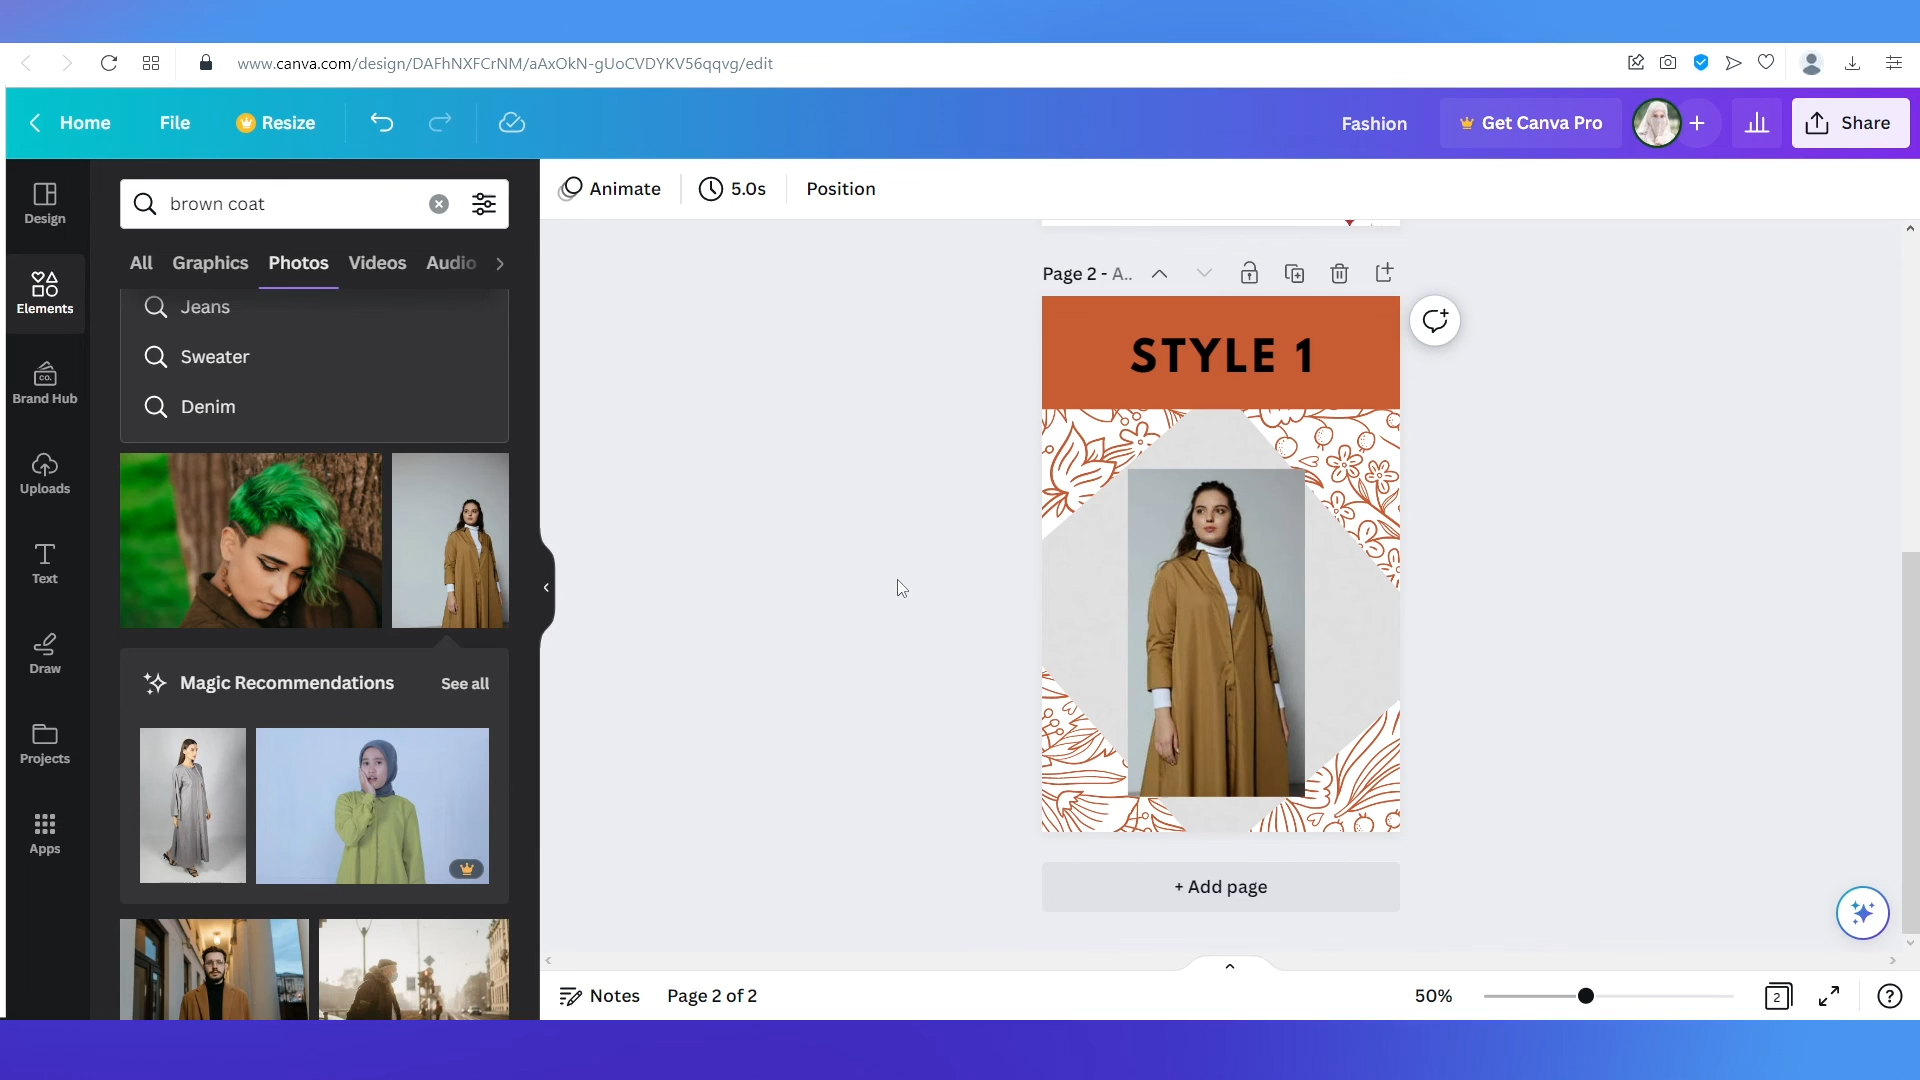 www.canva.com/design/DAFhNXFCrNM/aAxOkN-gUoCVDYKV56qqvg/edit
Home
File
Resize
Fashion
Get Canva Pro
Share
Design
Elements
Brand Hub
CO.
Uploads
Text
Draw
Projects
Apps
brown coat
All
Graphics
Photos
Videos
Audio
Jeans
Sweater
Denim
Magic Recommendations
See all
Animate
5.0s
Position
Page 2 - A..
STYLE 1
+ Add page
Notes
Page 2 of 2
50%
2